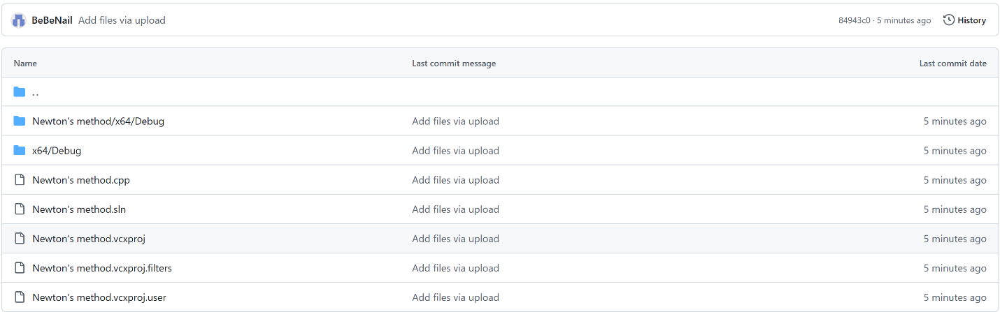 BeBeNail Add files via upload 84943c0 · 5 minutes ago History
Name Last commit message Last commit date
..
Newton's method/x64/Debug Add files via upload 5 minutes ago
x64/Debug Add files via upload 5 minutes ago
Newton's method.cpp Add files via upload 5 minutes ago
Newton's method.sln Add files via upload 5 minutes ago
Newton's method.vcxproj Add files via upload 5 minutes ago
Newton's method.vcxproj.filters Add files via upload 5 minutes ago
Newton's method.vcxproj.user Add files via upload 5 minutes ago